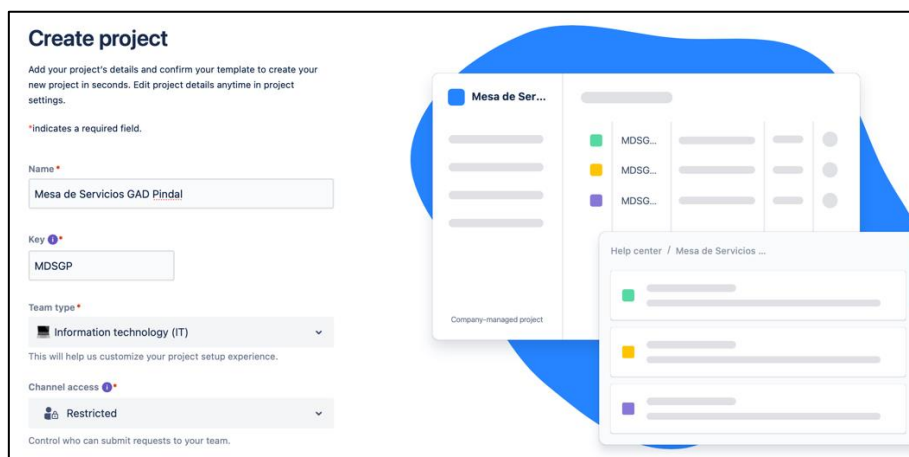 Create project
Add your project's details and confirm your template to create your
new project in seconds. Edit project details anytime in project
settings.
*indicates a required field.
Name *
Mesa de Servicios GAD Pindal
Key *
MDSGP
Team type *
Information technology (IT)
This will help us customize your project setup experience.
Channel access *
Restricted
Control who can submit requests to your team.
Mesa de Ser...
MDSG...
MDSG...
MDSG...
Company-managed project
Help center / Mesa de Servicios ...